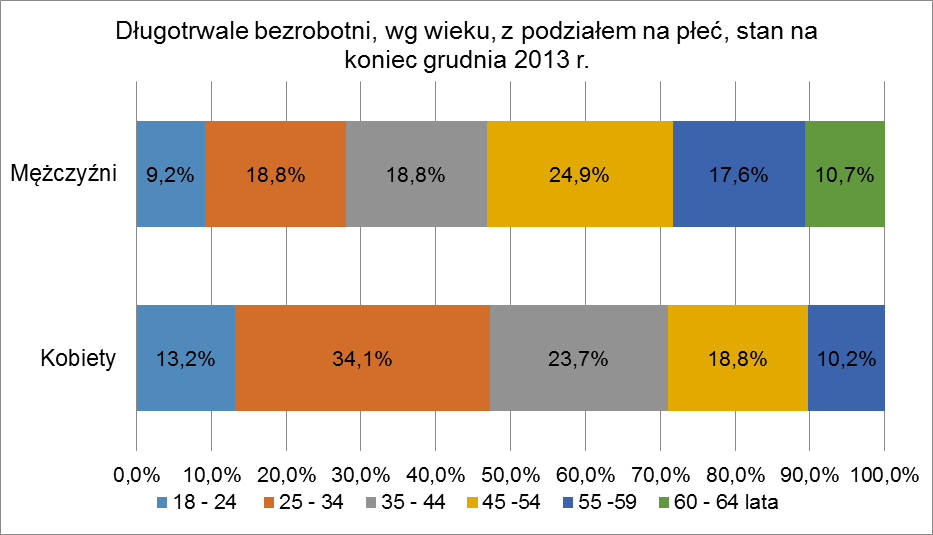 Długotrwale bezrobotni, wg wieku, z podziałem na płeć, stan na
koniec grudnia 2013 r.
Mężczyźni
9,2% 18,8% 18,8% 24,9% 17,6% 10,7%
Kobiety
13,2% 34,1% 23,7% 18,8% 10,2%
0,0% 10,0% 20,0% 30,0% 40,0% 50,0% 60,0% 70,0% 80,0% 90,0% 100,0%
18 - 24 25 - 34 35 - 44 45 -54 55 -59 60 - 64 lata